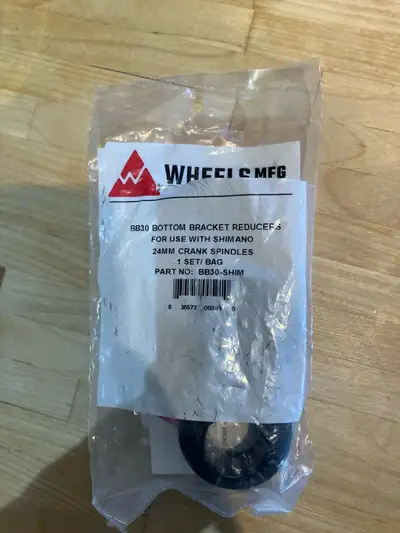 WHEELS MFG
BB30 BOTTOM BRACKET REDUCERS
FOR USE WITH SHIMANO
24MM CRANK SPINDLES
1 SET/ BAG
PART NO: BB30-SHIM